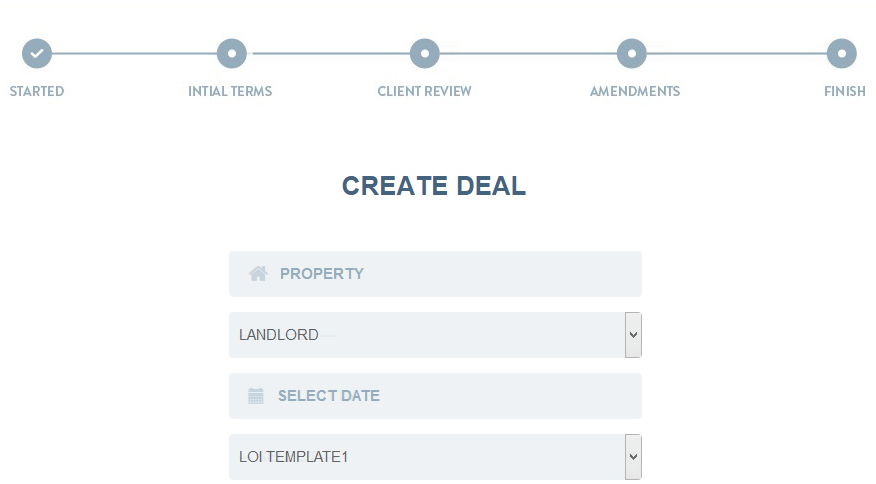 STARTED INTIAL TERMS CLIENT REVIEW AMENDMENTS FINISH
CREATE DEAL
PROPERTY
LANDLORD
SELECT DATE
LOI TEMPLATE1